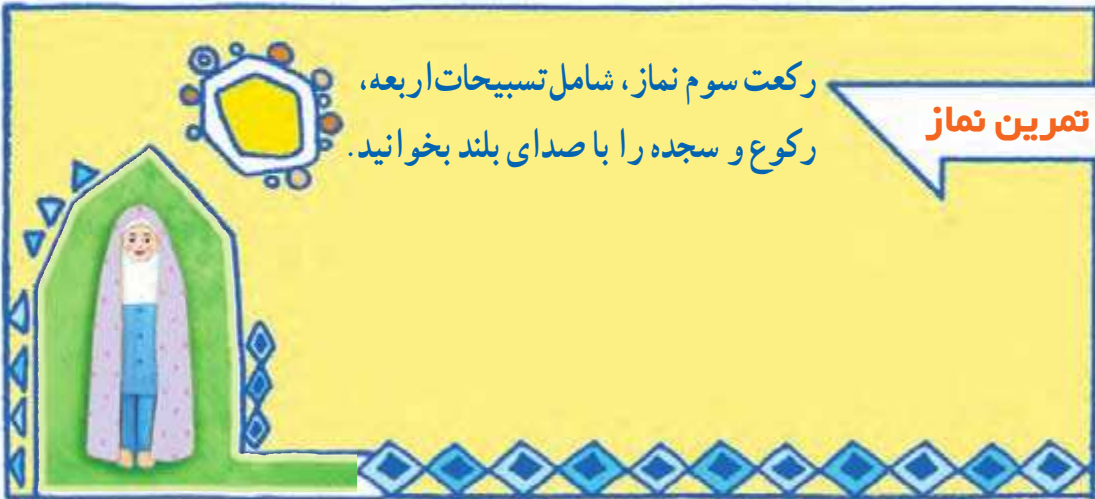 تمرین نماز
رکعت سوم نماز، شامل تسبیحات اربعه،
رکوع و سجده را با صدای بلند بخوانید.